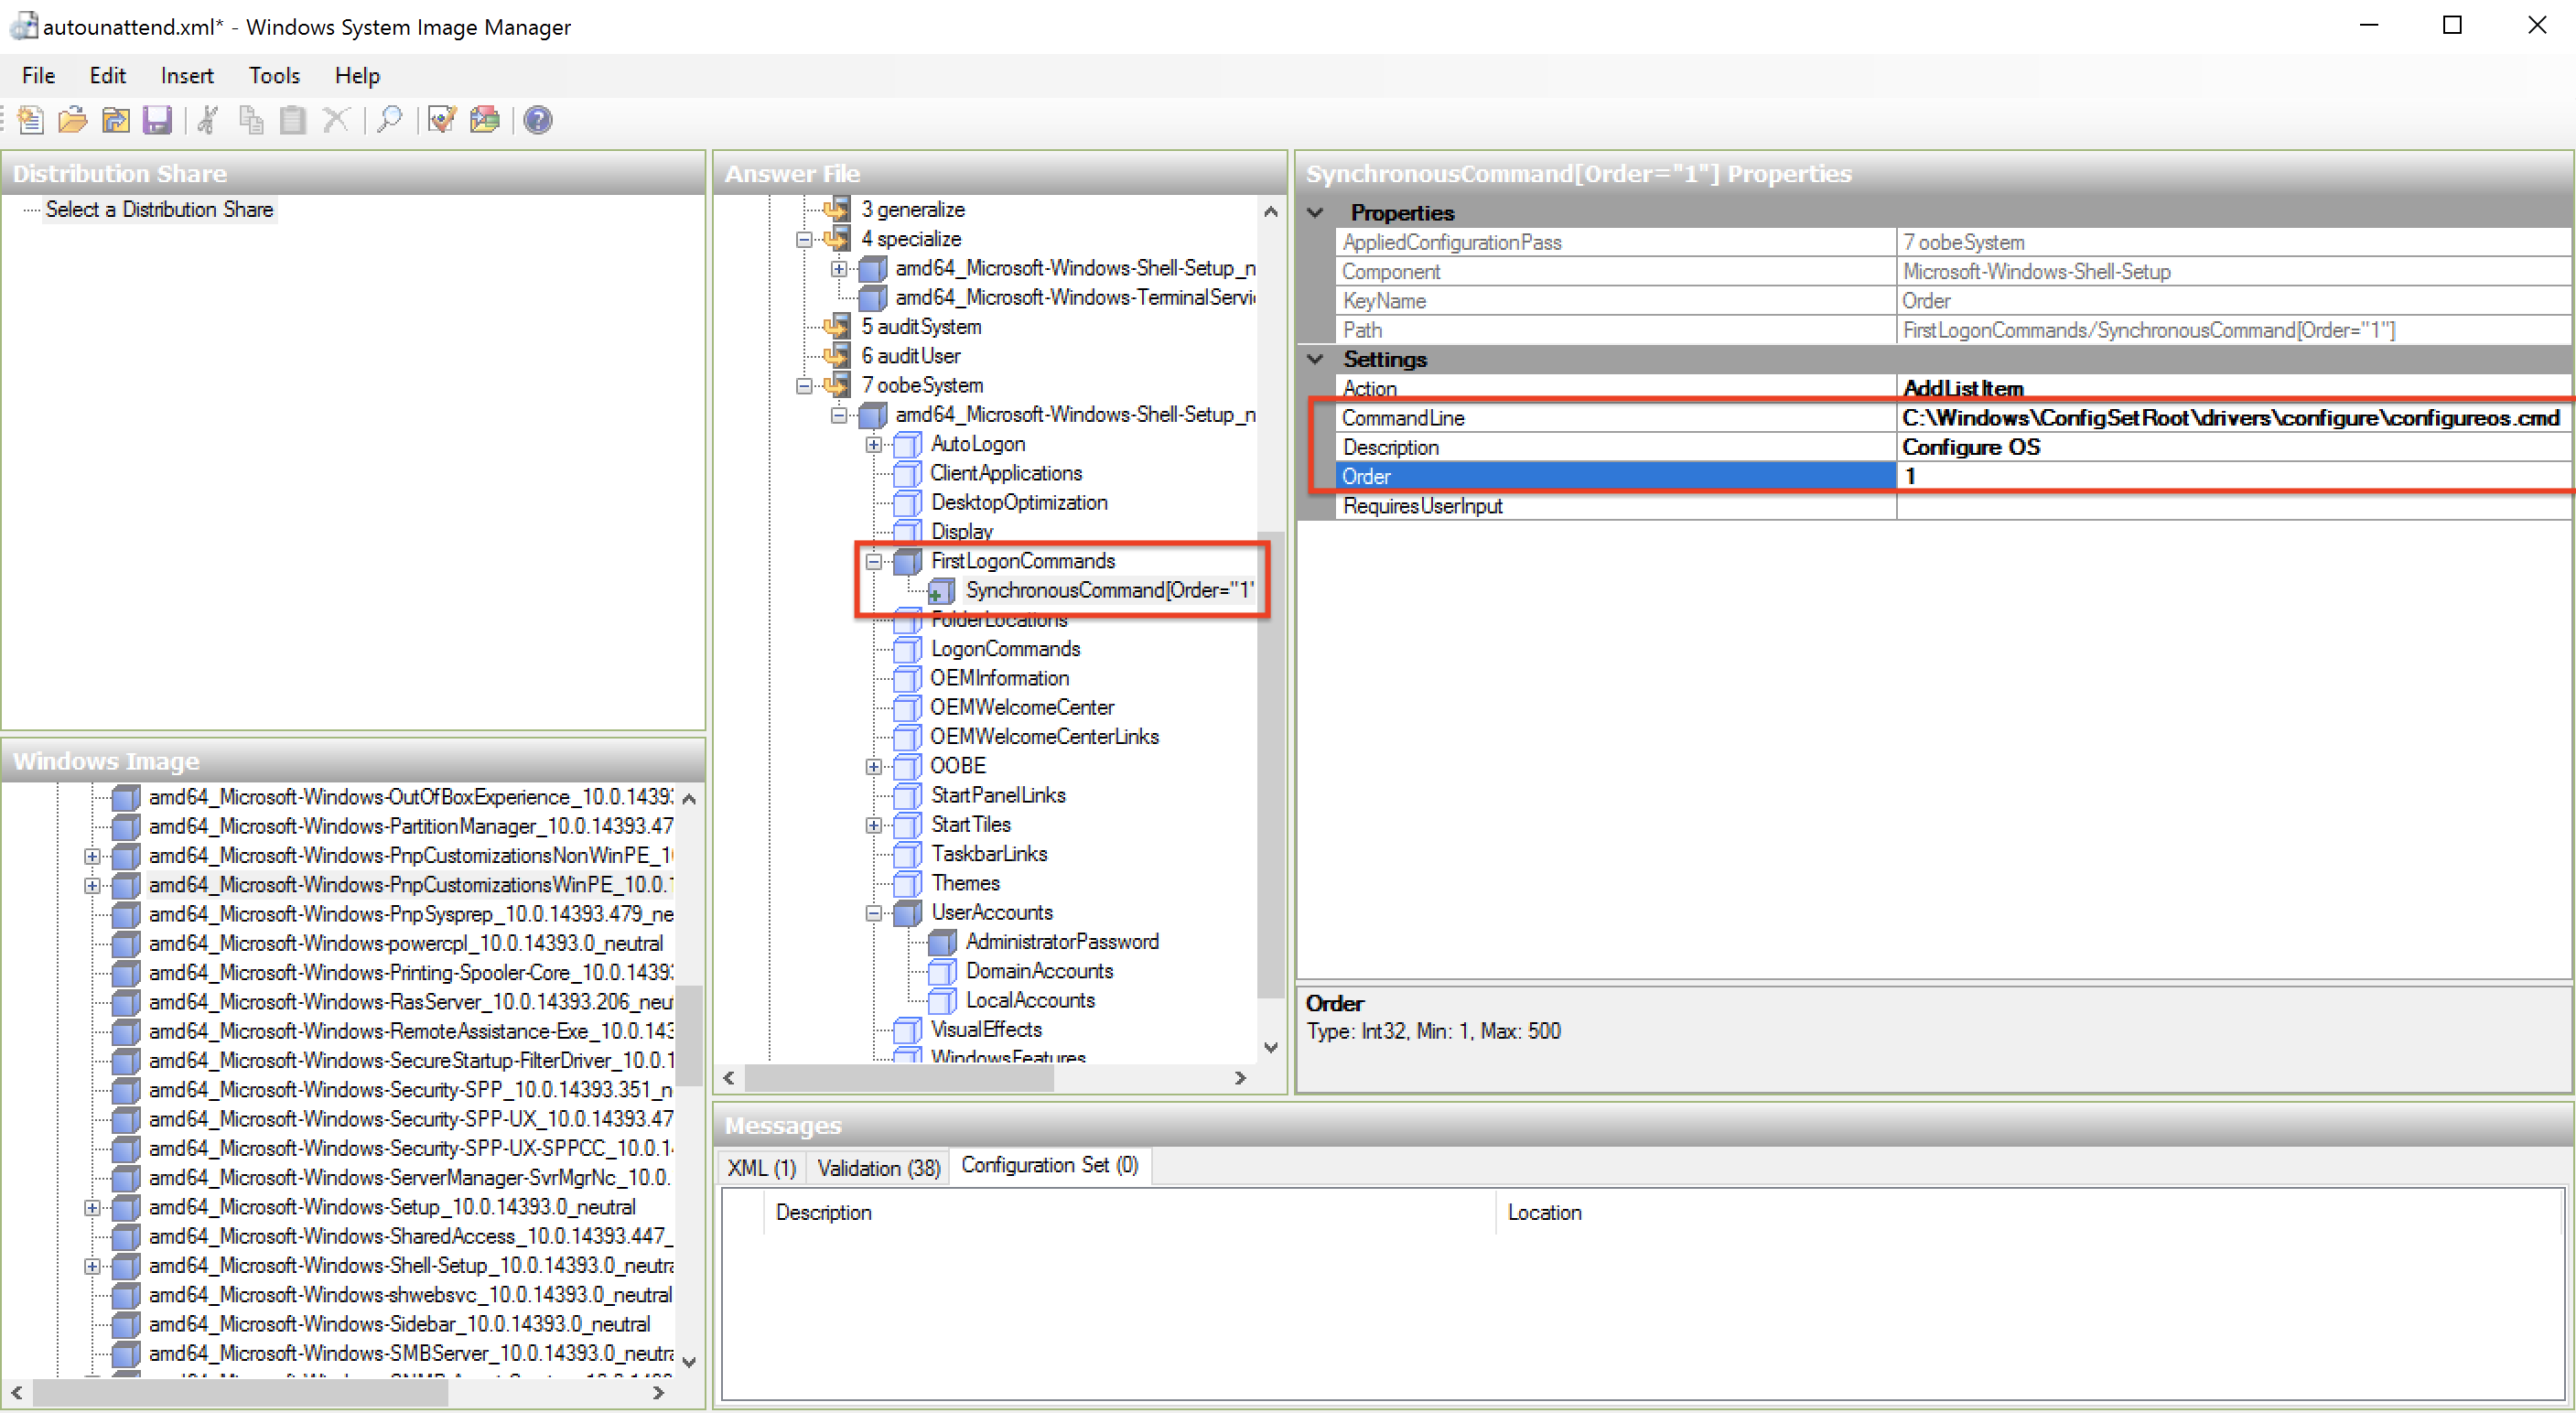 autounattend.xml* - Windows System Image Manager
File Edit Insert Tools Help
Distribution Share
Select a Distribution Share
Windows Image
amd64_Microsoft-Windows-OutOfBoxExperience_10.0.1439
amd64_Microsoft-Windows-PartitionManager_10.0.14393.47
amd64_Microsoft-Windows-PnpCustomizationsNonWinPE_1
amd64_Microsoft-Windows-PnpCustomizationsWinPE_10.0.
amd64_Microsoft-Windows-PnpSysprep_10.0.14393.479_ne
amd64_Microsoft-Windows-powercpl_10.0.14393.0_neutral
amd64_Microsoft-Windows-Printing-Spooler-Core_10.0.1439
amd64_Microsoft-Windows-RasServer_10.0.14393.206_neu
amd64_Microsoft-Windows-RemoteAssistance-Exe_10.0.143
amd64_Microsoft-Windows-SecureStartup-FilterDriver_10.0.1
amd64_Microsoft-Windows-Security-SPP_10.0.14393.351_n
amd64_Microsoft-Windows-Security-SPP-UX_10.0.14393.47
amd64_Microsoft-Windows-Security-SPP-UX-SPPCC_10.0.1
amd64_Microsoft-Windows-ServerManager-SvrMgrNc_10.0.
amd64_Microsoft-Windows-Setup_10.0.14393.0_neutral
amd64_Microsoft-Windows-SharedAccess_10.0.14393.447_
amd64_Microsoft-Windows-Shell-Setup_10.0.14393.0_neutra
amd64_Microsoft-Windows-shwebsvc_10.0.14393.0_neutral
amd64_Microsoft-Windows-Sidebar_10.0.14393.0_neutral
amd64_Microsoft-Windows-SMBServer_10.0.14393.0_neutra
Answer File
3 generalize
4 specialize
amd64_Microsoft-Windows-Shell-Setup_n
amd64_Microsoft-Windows-TerminalServi
5 auditSystem
6 auditUser
7 oobeSystem
amd64_Microsoft-Windows-Shell-Setup_n
AutoLogon
ClientApplications
DesktopOptimization
Display
FirstLogonCommands
SynchronousCommand[Order="1"
FolderLocations
LogonCommands
OEMInformation
OEMWelcomeCenter
OEMWelcomeCenterLinks
OOBE
StartPanelLinks
StartTiles
TaskbarLinks
Themes
UserAccounts
AdministratorPassword
DomainAccounts
LocalAccounts
VisualEffects
WindowsFeatures
SynchronousCommand[Order="1"] Properties
Properties
AppliedConfigurationPass 7 oobeSystem
Component Microsoft-Windows-Shell-Setup
KeyName Order
Path FirstLogonCommands/SynchronousCommand[Order="1"]
Settings
Action AddListItem
CommandLine C:\Windows\ConfigSetRoot\drivers\configure\configureos.cmd
Description Configure OS
Order 1
RequiresUserInput
Order
Type: Int32, Min: 1, Max: 500
Messages
XML (1) Validation (38) Configuration Set (0)
Description Location